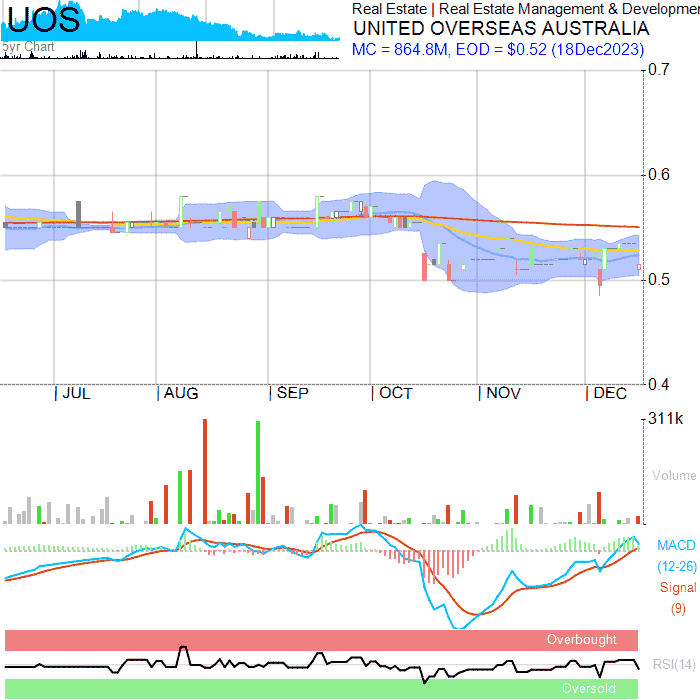 UOS
5yr Chart
Real Estate | Real Estate Management & Developmen
UNITED OVERSEAS AUSTRALIA
MC = 864.8M, EOD = $0.52 (18Dec2023)
0.7
0.6
0.5
0.4
JUL AUG SEP OCT NOV DEC
311k
Volume
MACD
(12-26)
Signal
(9)
Overbought
RSI(14)
Oversold